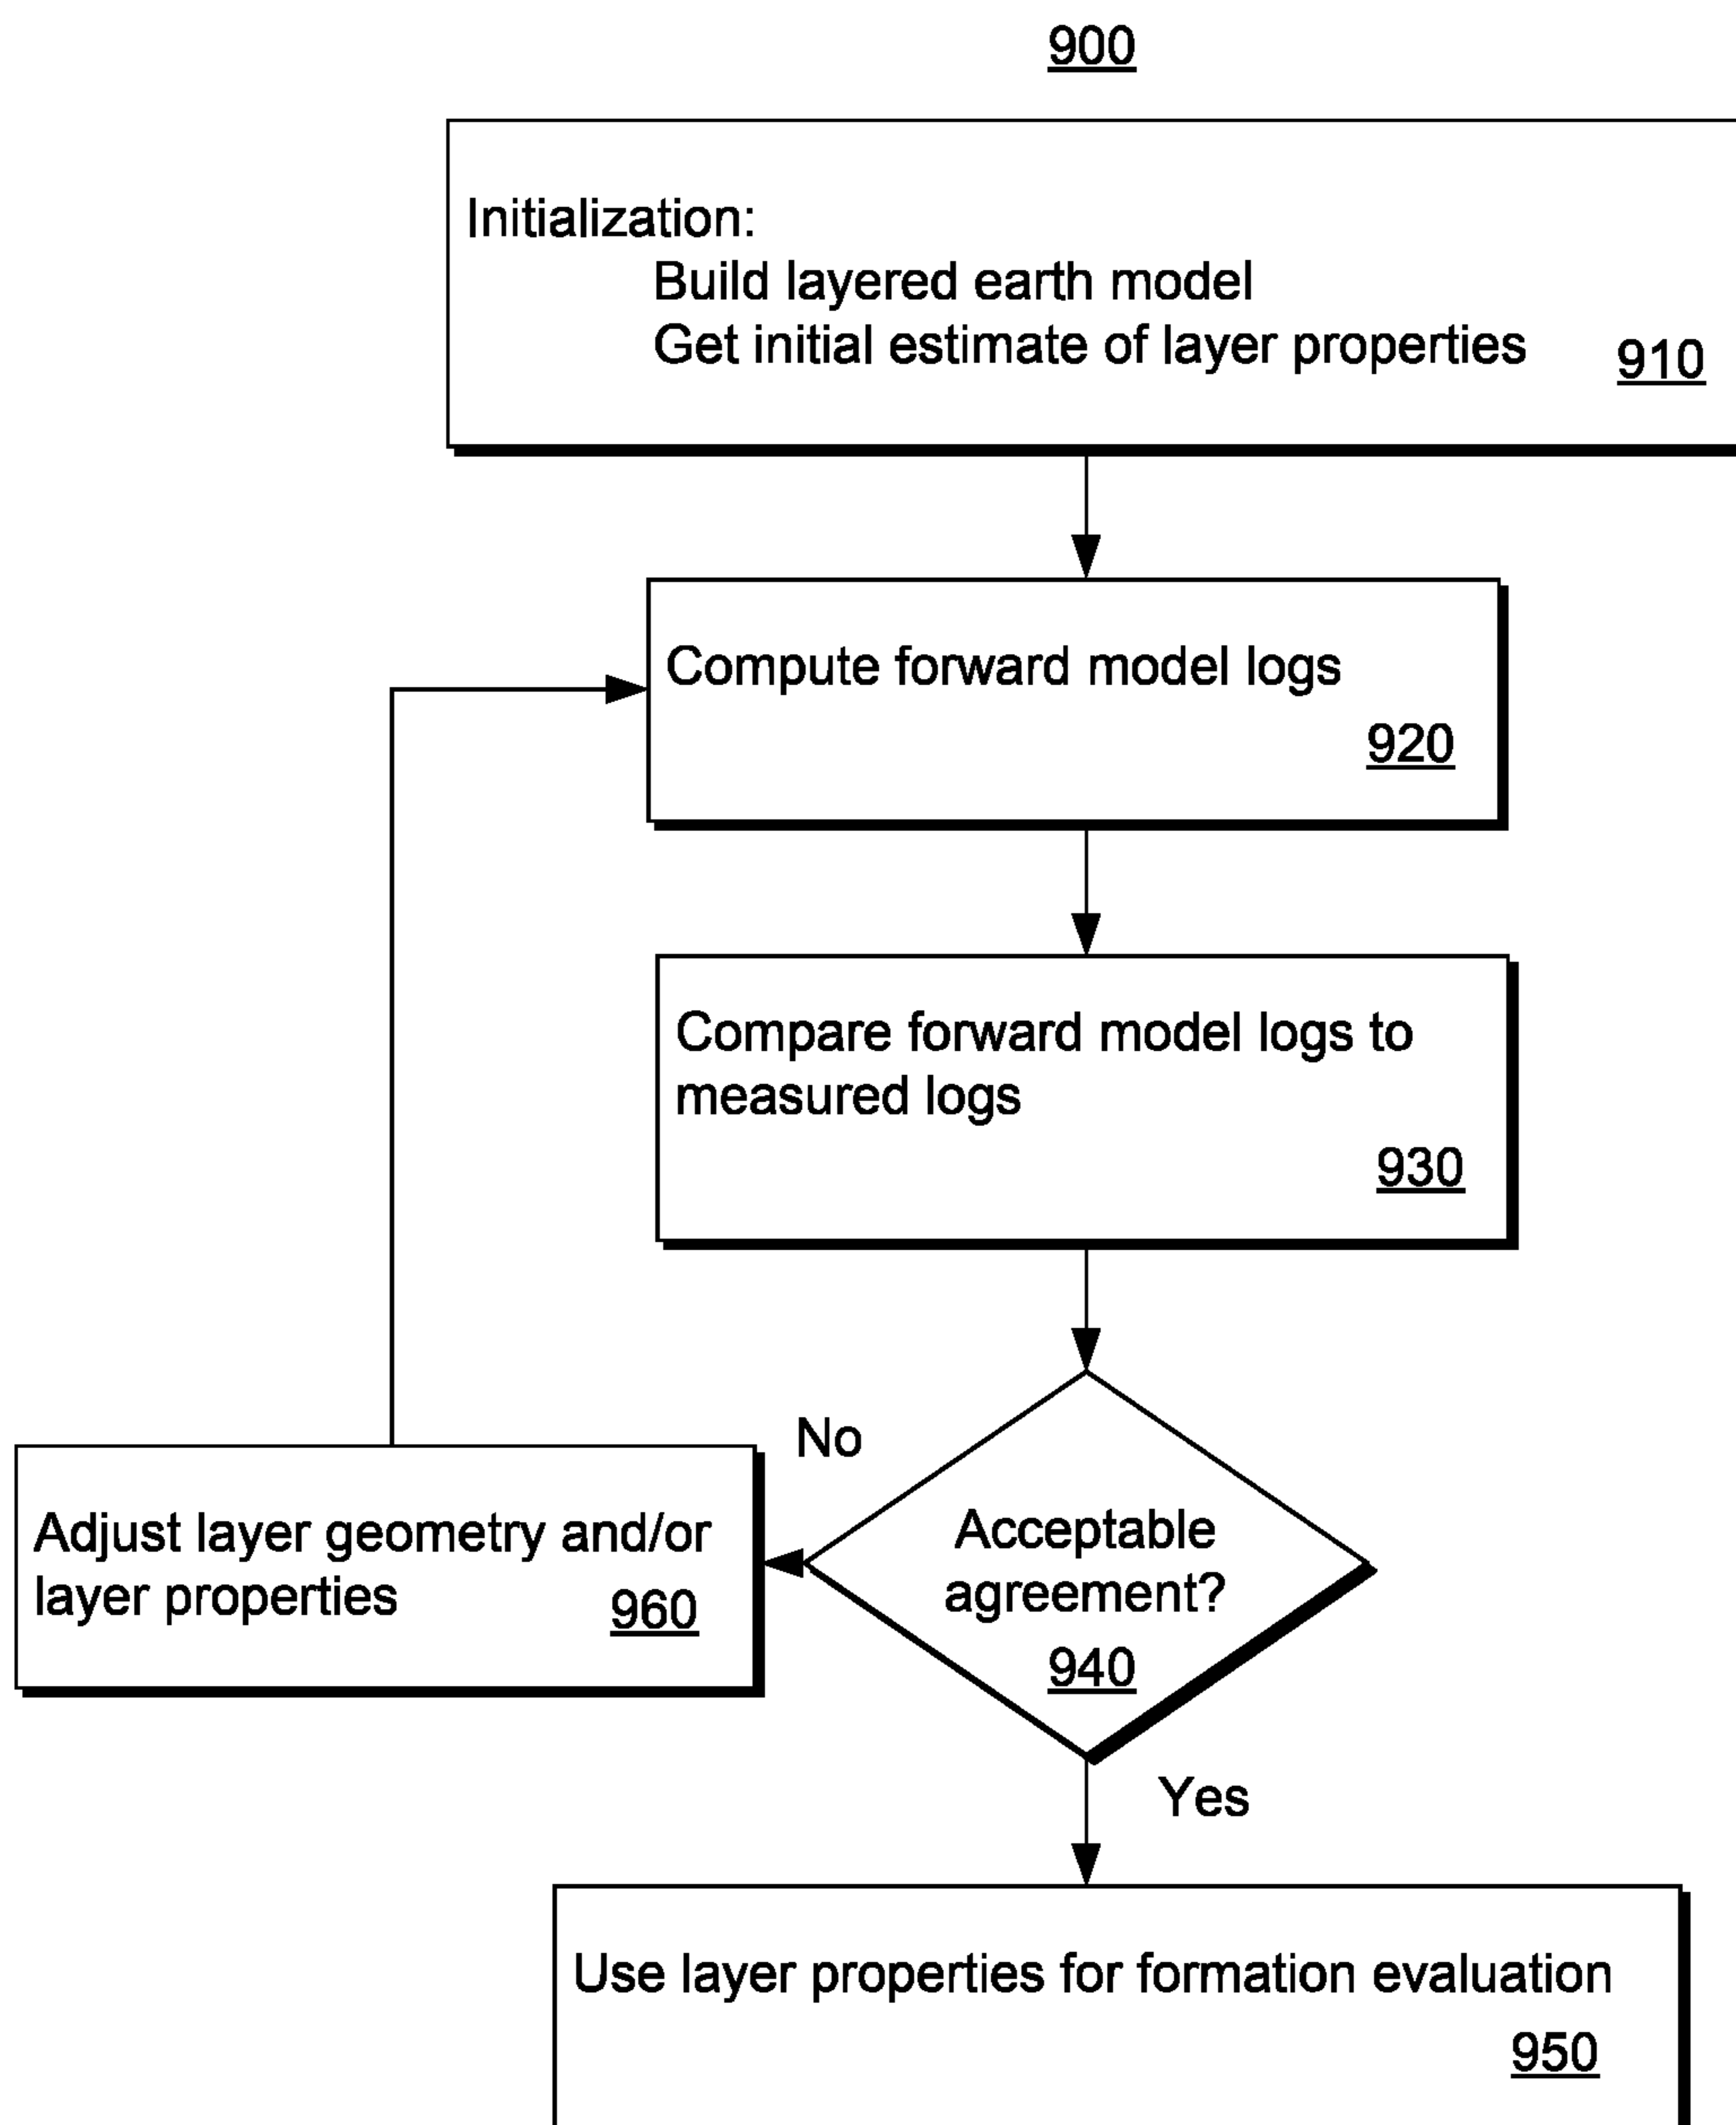 900
Initialization:
Build layered earth model
Get initial estimate of layer properties
910
Compute forward model logs
920
Compare forward model logs to
measured logs
930
No
Adjust layer geometry and/or
layer properties
960
Acceptable
agreement?
940
Yes
Use layer properties for formation evaluation
950